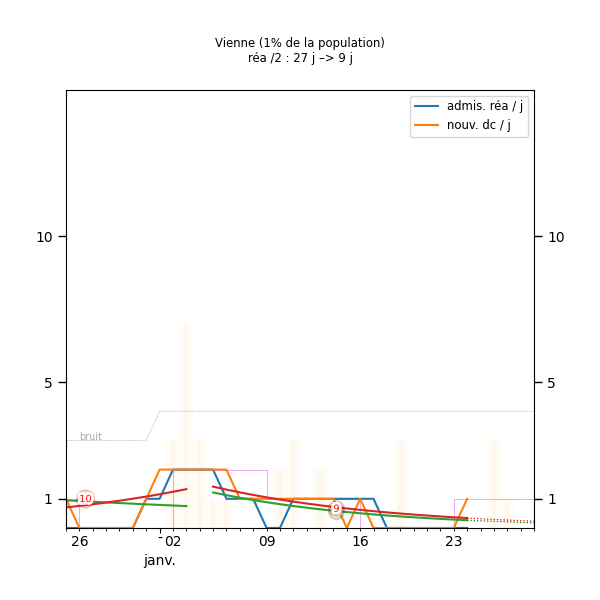 Vienne (1% de la population)
réa /2 : 27 j –> 9 j
admis. réa / j
nouv. dc / j
10
10
5
5
bruit
1
10
9
1
26
02
09
16
23
janv.